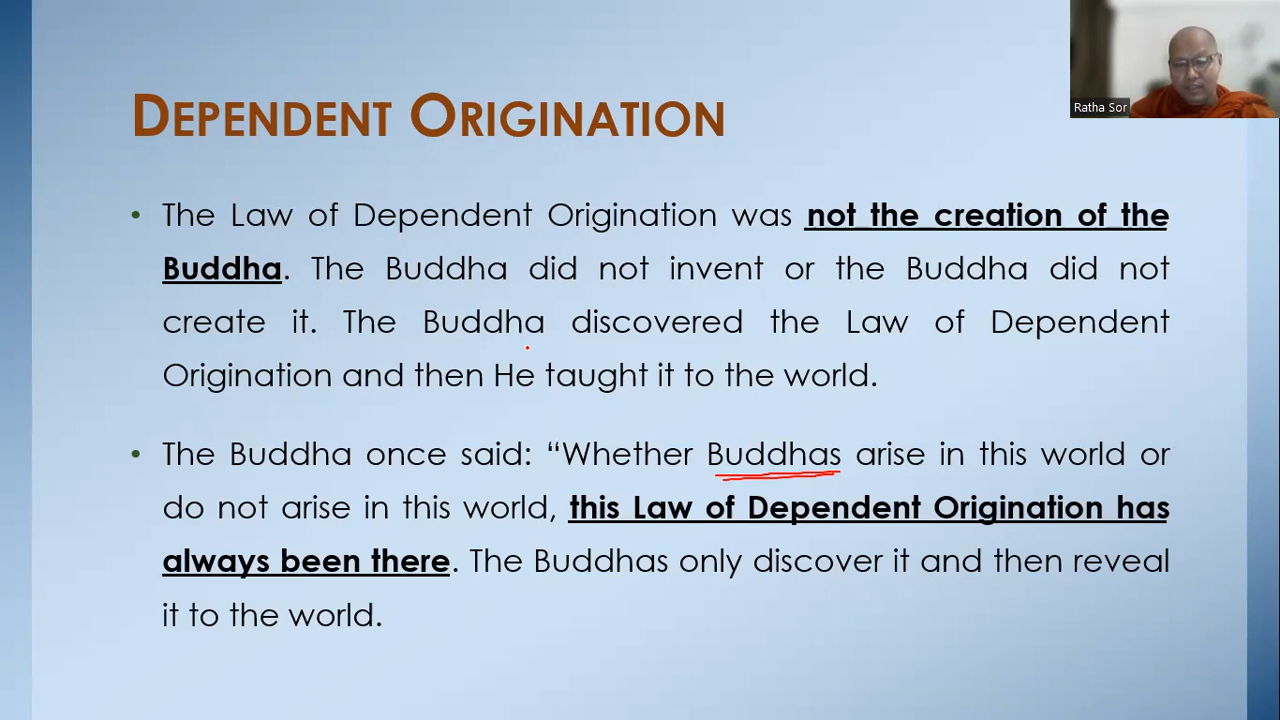 Ratha Sor
DEPENDENT ORIGINATION
• The Law of Dependent Origination was not the creation of the
Buddha. The Buddha did not invent or the Buddha did not
create it. The Buddha discovered the Law of Dependent
Origination and then He taught it to the world.
• The Buddha once said: “Whether Buddhas arise in this world or
do not arise in this world, this Law of Dependent Origination has
always been there. The Buddhas only discover it and then reveal
it to the world.